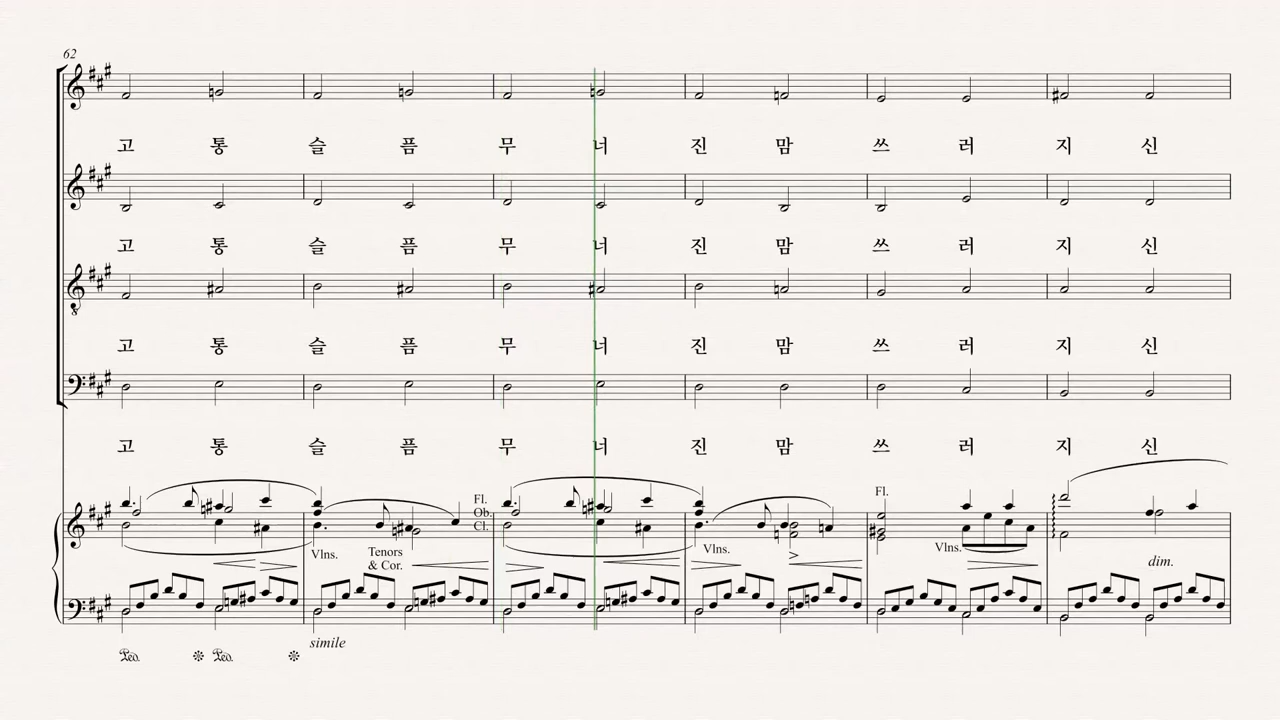 62
고 통 슬 픔 무 너 진 맘 쓰 러 지 신
고 통 슬 픔 무 너 진 맘 쓰 러 지 신
고 통 슬 픔 무 너 진 맘 쓰 러 지 신
고 통 슬 픔 무 너 진 맘 쓰 러 지 신
Fl.
Ob.
Cl.
Fl.
Vlns.
Tenors
& Cor.
Vlns.
Vlns.
dim.
simile
Ped. Ped.